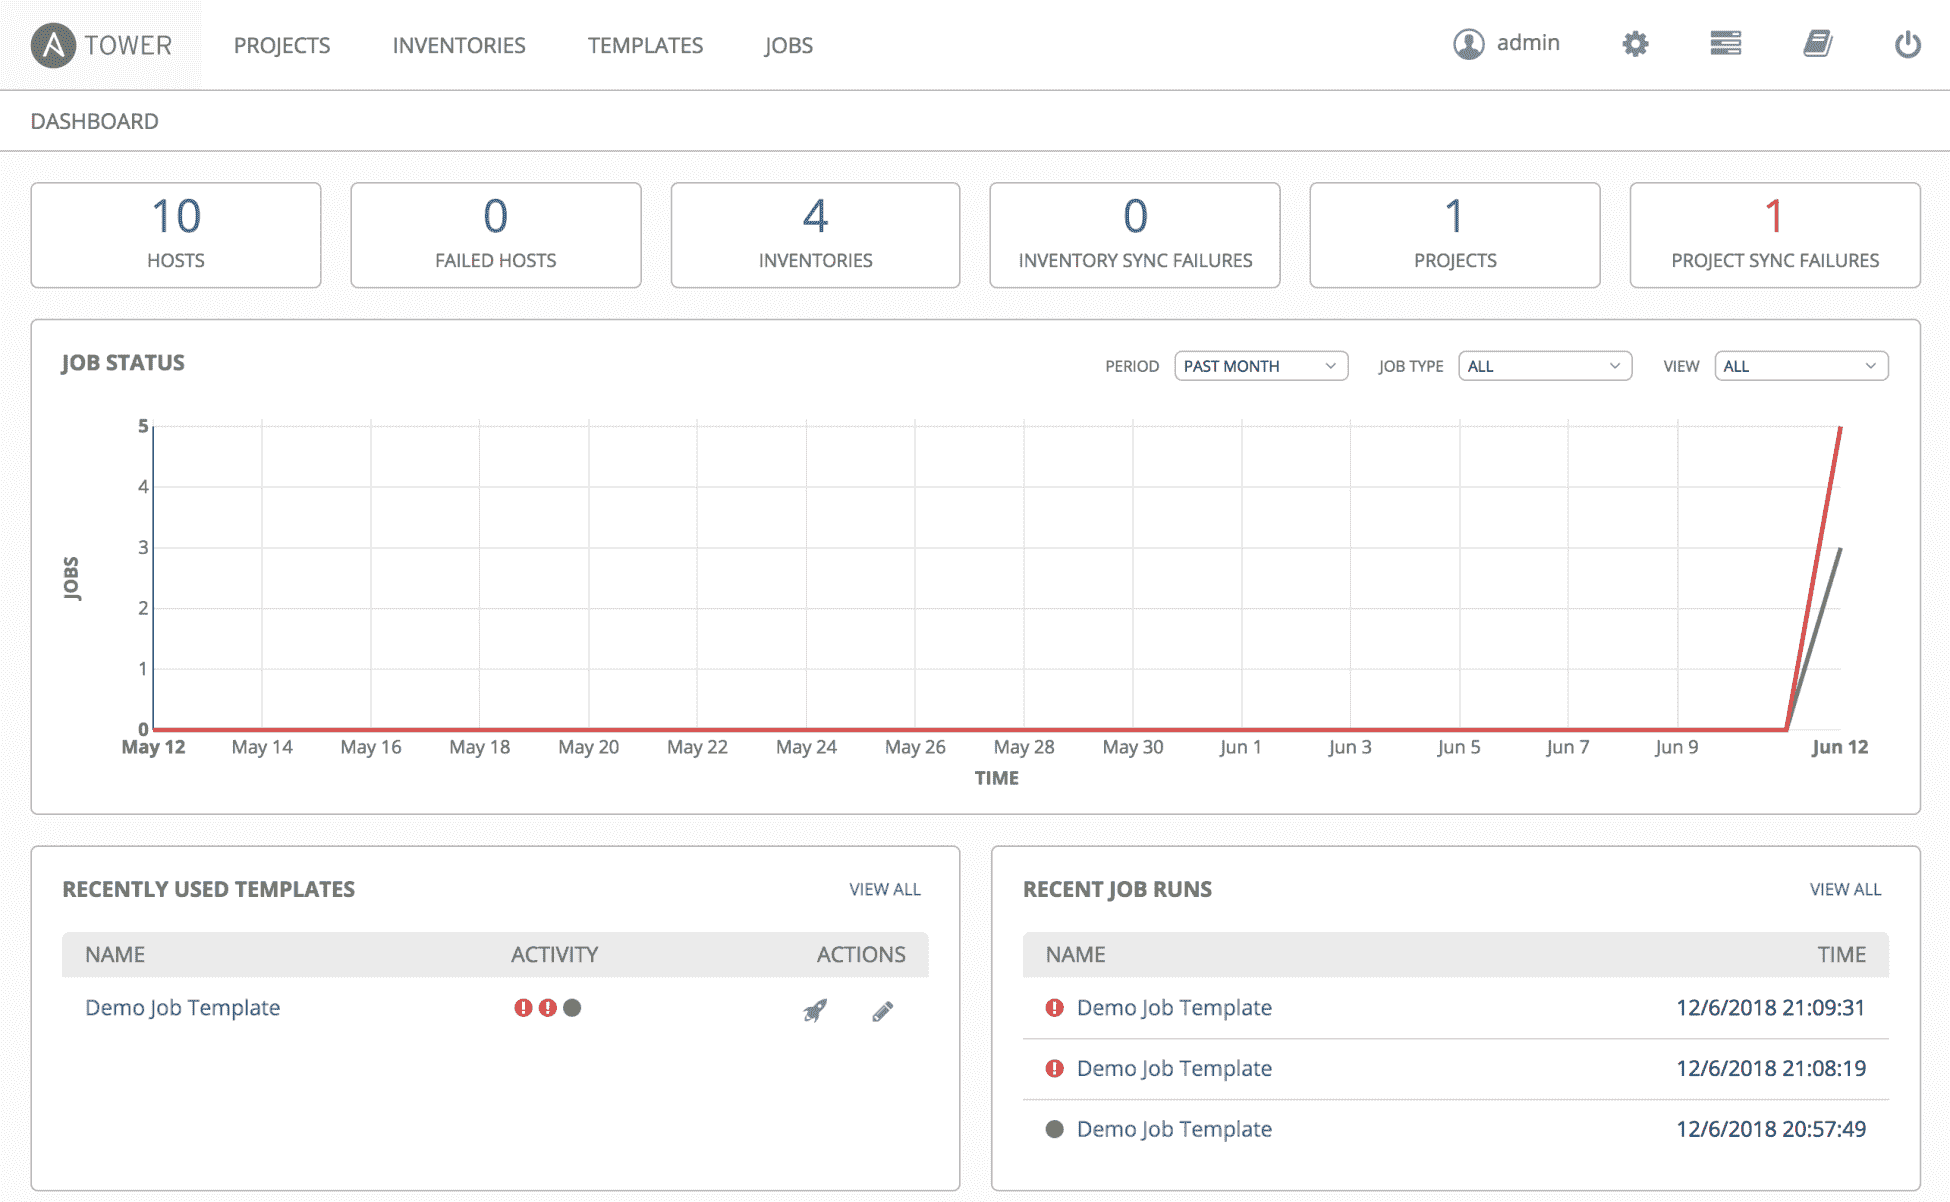 TOWER PROJECTS INVENTORIES TEMPLATES JOBS admin
DASHBOARD
10 0 4 0 1 1
HOSTS FAILED HOSTS INVENTORIES INVENTORY SYNC FAILURES PROJECTS PROJECT SYNC FAILURES
JOB STATUS PERIOD PAST MONTH JOB TYPE ALL VIEW ALL
5
4
3
JOBS
2
1
0
May 12 May 14 May 16 May 18 May 20 May 22 May 24 May 26 May 28 May 30 Jun 1 Jun 3 Jun 5 Jun 7 Jun 9 Jun 12
TIME
RECENTLY USED TEMPLATES VIEW ALL
NAME ACTIVITY ACTIONS
Demo Job Template
RECENT JOB RUNS VIEW ALL
NAME TIME
Demo Job Template 12/6/2018 21:09:31
Demo Job Template 12/6/2018 21:08:19
Demo Job Template 12/6/2018 20:57:49